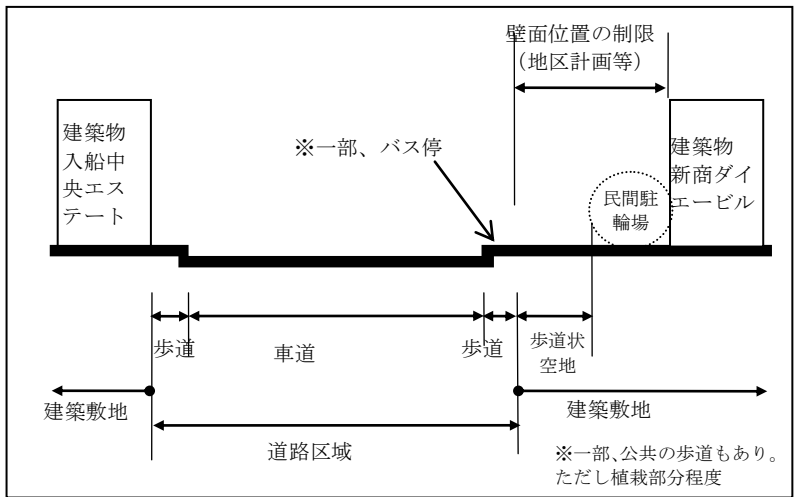 壁面位置の制限
（地区計画等）
建築物
入船中
央エス
テート
※一部、バス停
建築物
新商ダイ
エービル
民間駐
輪場
歩道
車道
歩道
歩道状
空地
建築敷地
建築敷地
道路区域
※一部、公共の歩道もあり。
ただし植栽部分程度